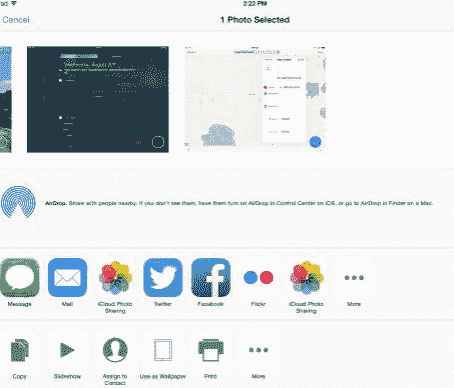 ad 2:22 PM
Cancel 1 Photo Selected
AirDrop. Share with people nearby. If you don't see them, have them turn on AirDrop in Control Center on iOS, or go to AirDrop in Finder on a Mac.
Message Mail iCloud Photo Sharing Twitter Facebook Flickr iCloud Photo Sharing More
Copy Slideshow Assign to Contact Use as Wallpaper Print More